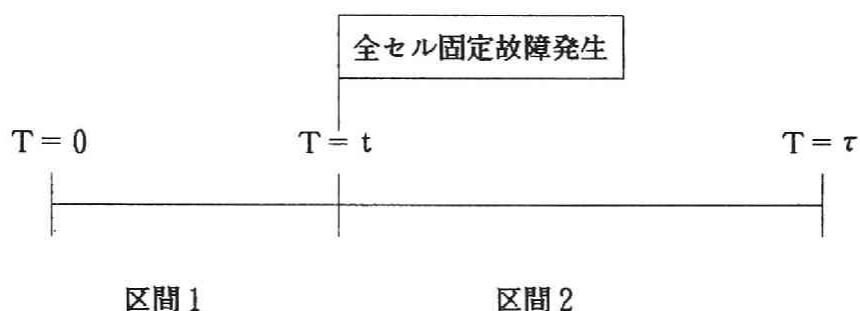 全セル固定故障発生
T = 0
T = t
T = τ
区間1
区間2